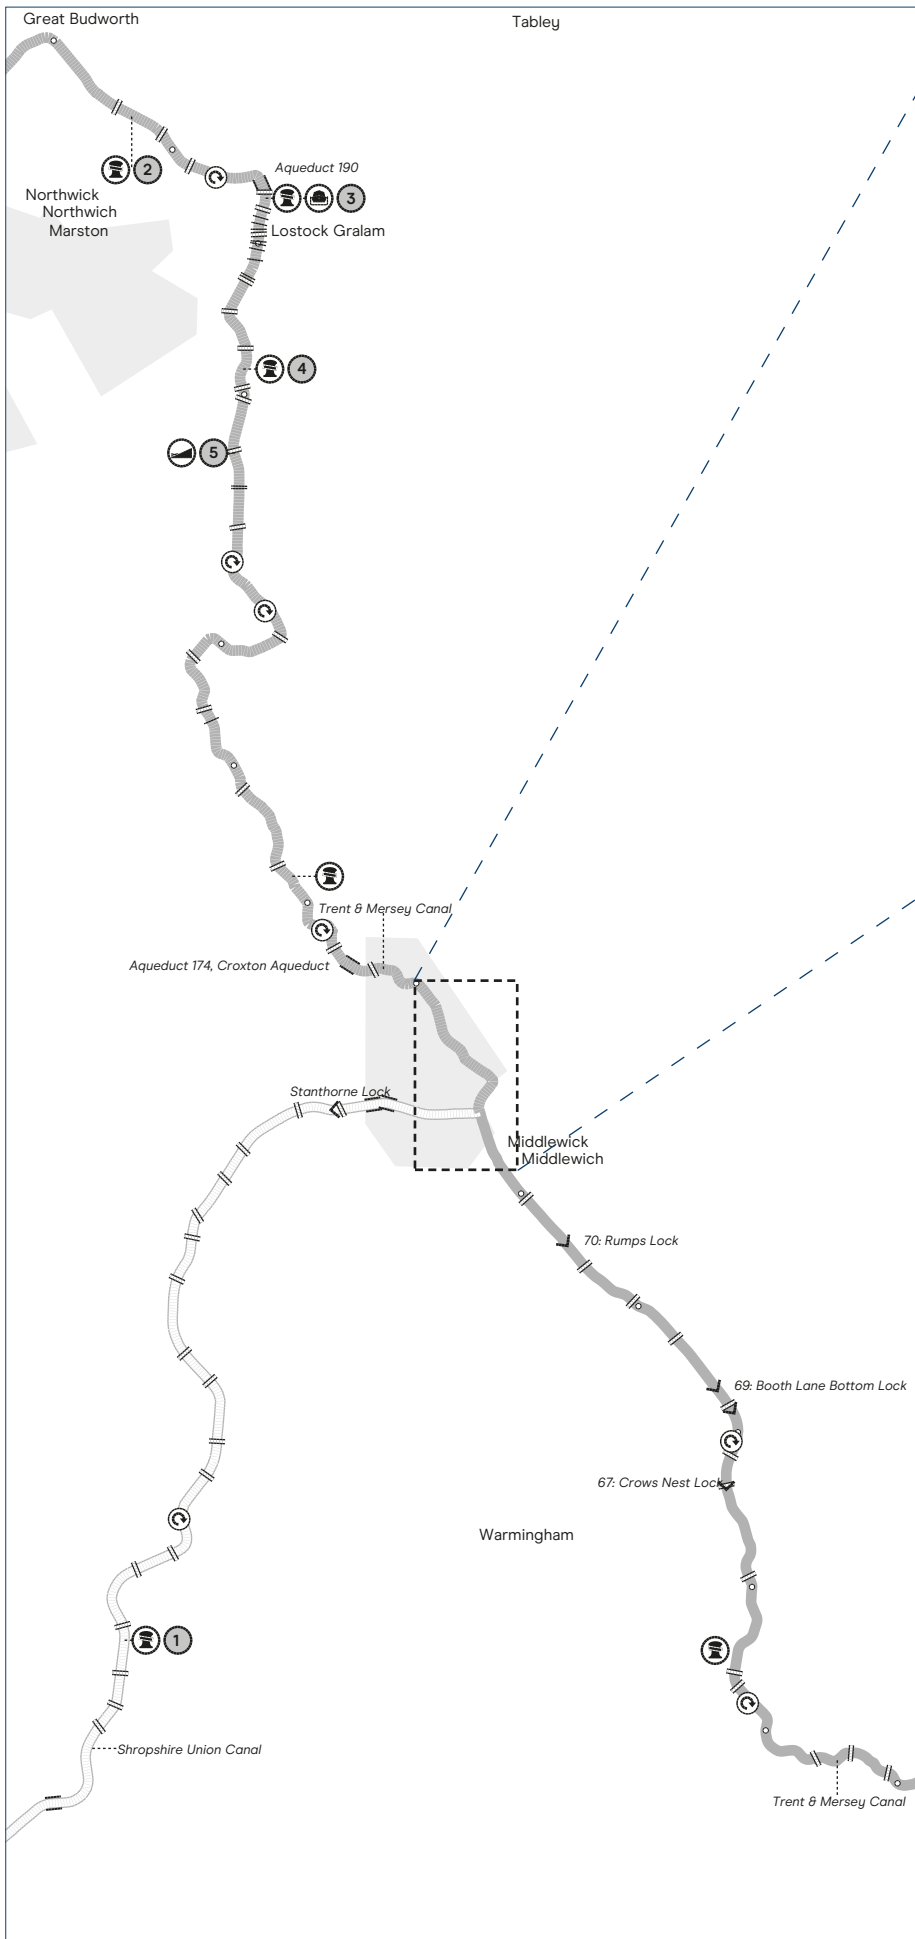 Great Budworth
Tabley
2
Aqueduct 190
3
Northwick
Northwich
Marston
Lostock Gralam
4
5
Trent & Mersey Canal
Aqueduct 174, Croxton Aqueduct
Stanthorne Lock
Middlewick
Middlewich
70: Rumps Lock
69: Booth Lane Bottom Lock
67: Crows Nest Lock
Warmingham
1
Shropshire Union Canal
Trent & Mersey Canal